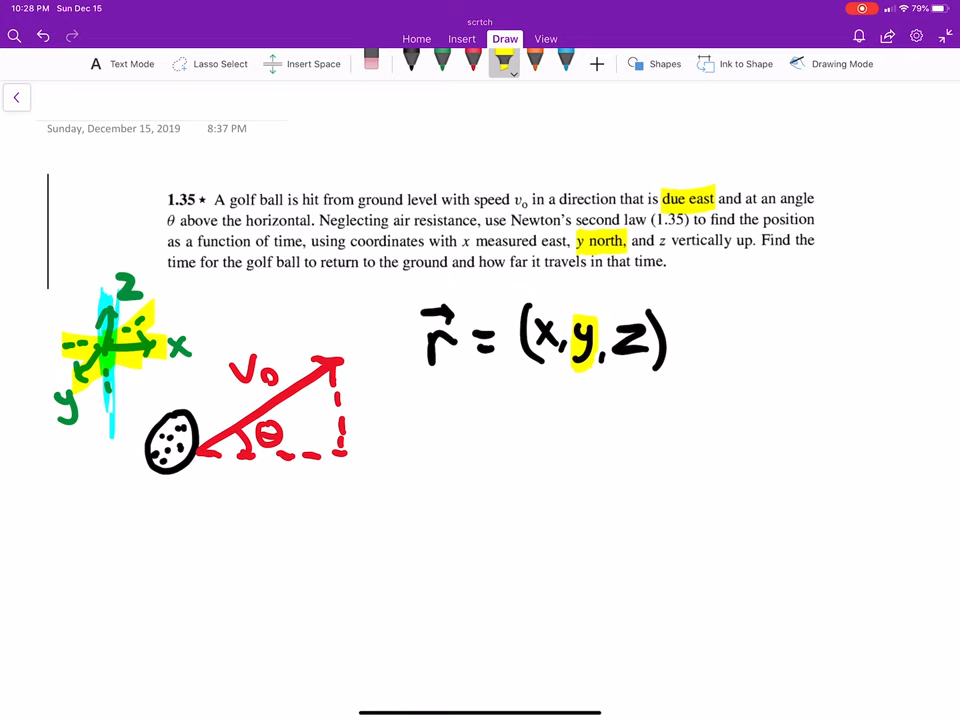 10:28 PM Sun Dec 15 79%
scrtch
Home Insert Draw View
A Text Mode Lasso Select Insert Space Shapes Ink to Shape Drawing Mode
Sunday, December 15, 2019 8:37 PM
1.35 ⋆ A golf ball is hit from ground level with speed v₀ in a direction that is due east and at an angle
θ above the horizontal. Neglecting air resistance, use Newton's second law (1.35) to find the position
as a function of time, using coordinates with x measured east, y north, and z vertically up. Find the
time for the golf ball to return to the ground and how far it travels in that time.
z
x
y
v₀
θ
r⃗ = (x, y, z)